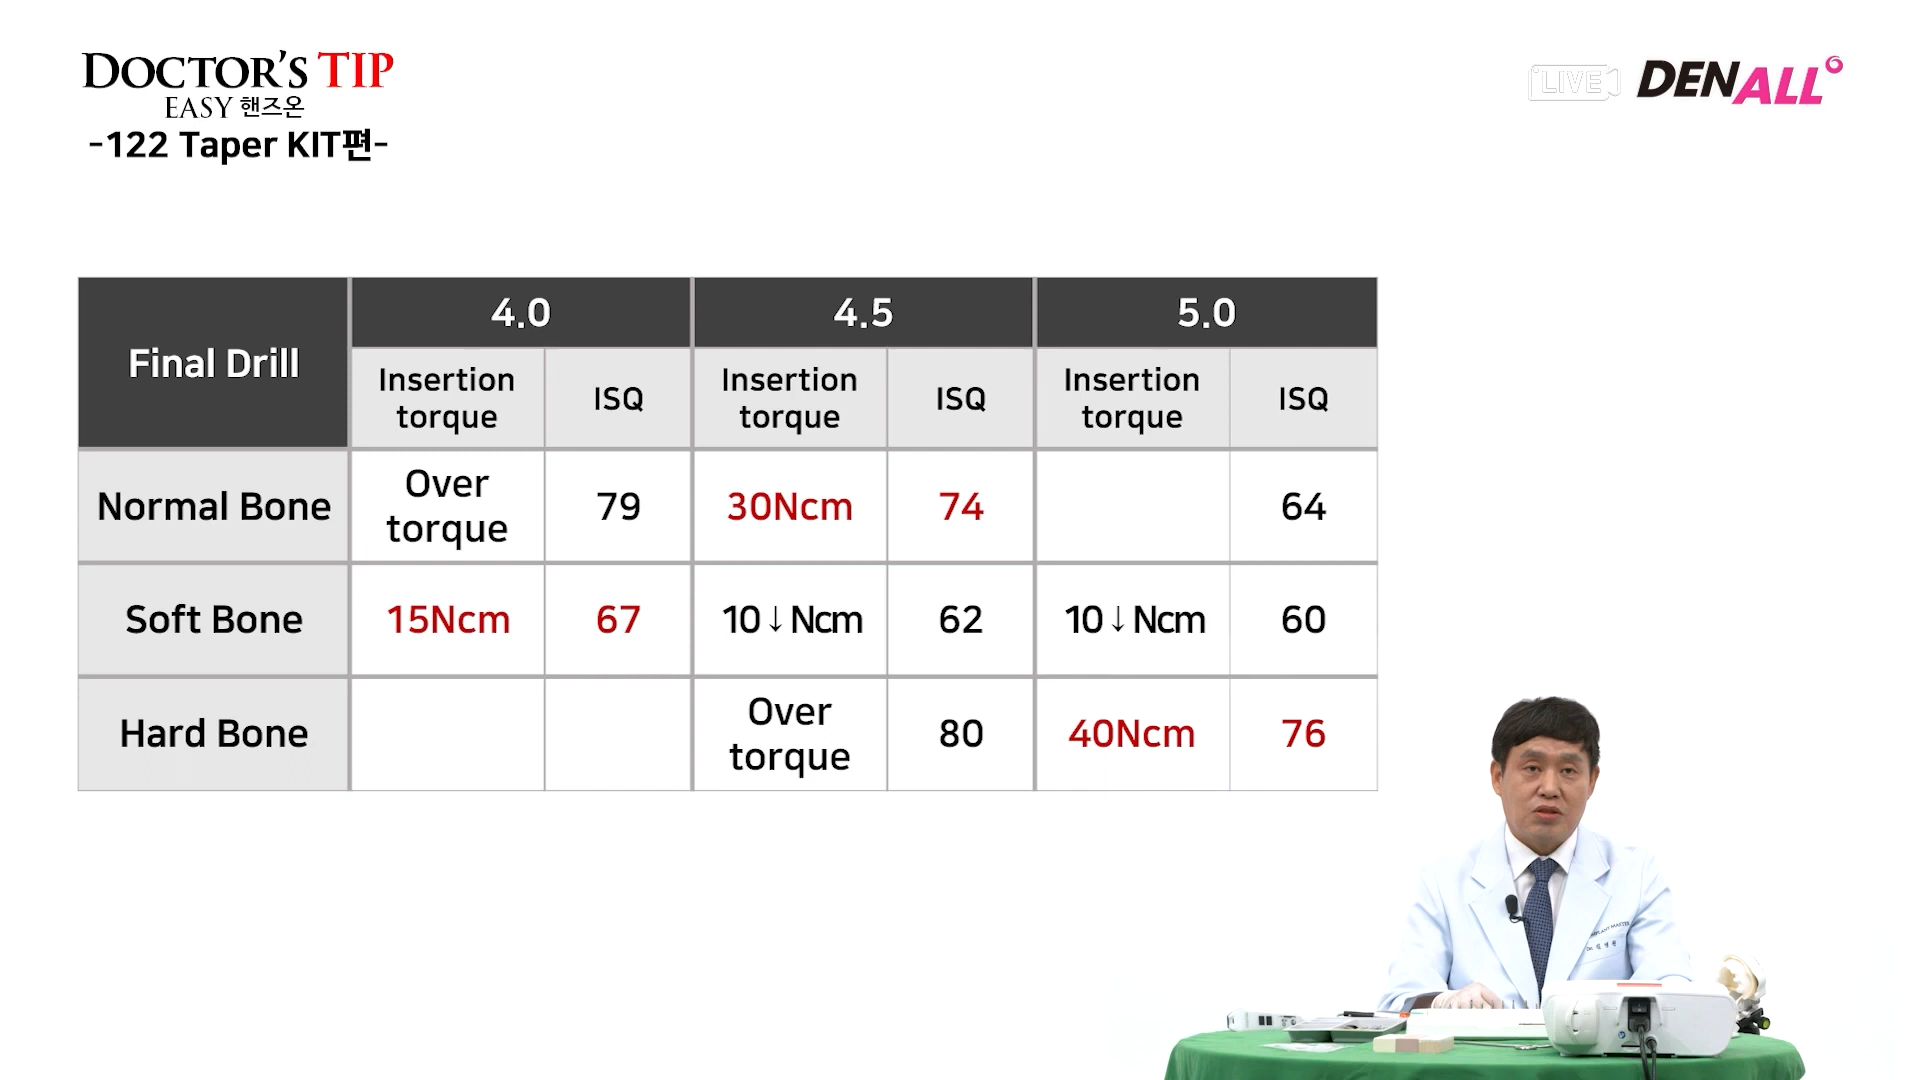 DOCTOR'S TIP
EASY 핸즈온
-122 Taper KIT편-
LIVE DENALL
Final Drill 4.0 4.5 5.0
Insertion torque ISQ Insertion torque ISQ Insertion torque ISQ
Normal Bone Over torque 79 30Ncm 74 64
Soft Bone 15Ncm 67 10↓Ncm 62 10↓Ncm 60
Hard Bone Over torque 80 40Ncm 76
IMPLANT MASTER